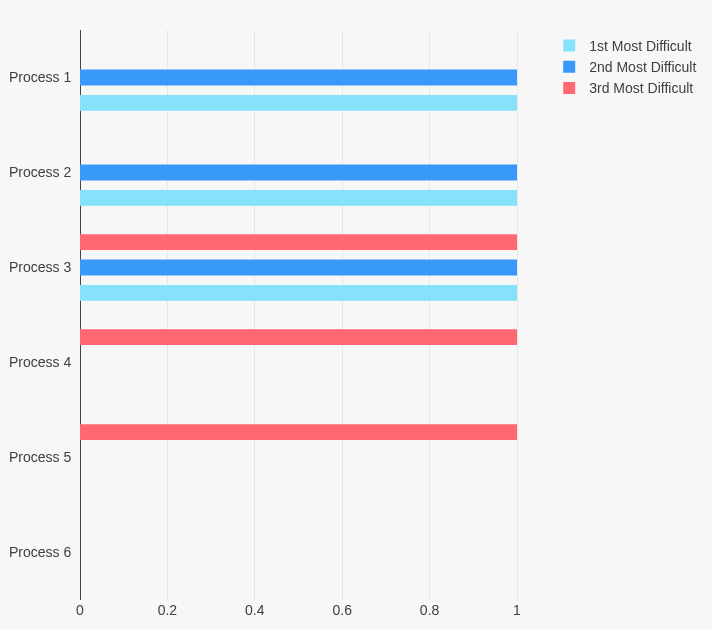 1st Most Difficult
2nd Most Difficult
3rd Most Difficult
Process 1
Process 2
Process 3
Process 4
Process 5
Process 6
0 0.2 0.4 0.6 0.8 1